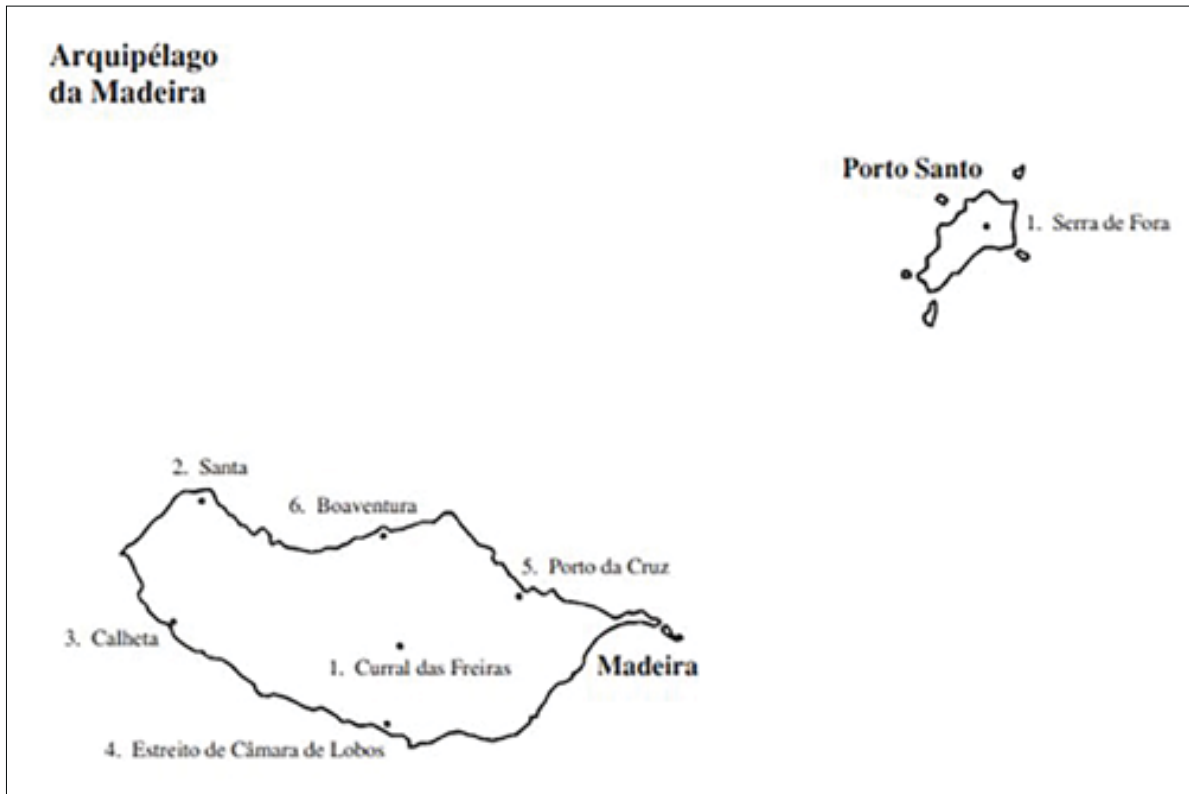 Arquipélago
da Madeira
Porto Santo
1. Serra de Fora
2. Santa
6. Boaventura
5. Porto da Cruz
3. Calheta
1. Curral das Freiras
Madeira
4. Estreito de Câmara de Lobos